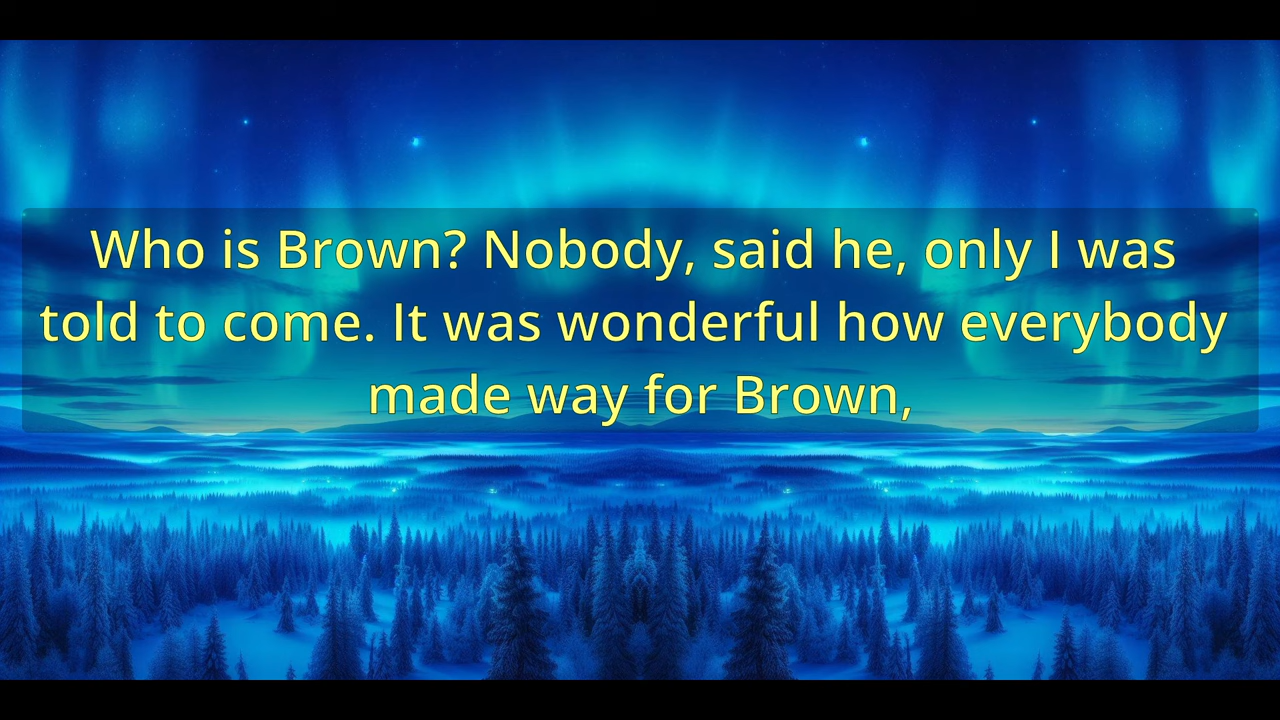 Who is Brown? Nobody, said he, only I was
told to come. It was wonderful how everybody
made way for Brown,